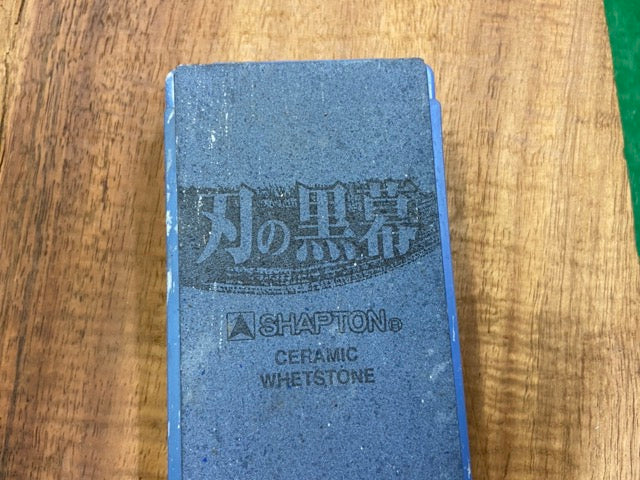 刃の黒幕
SHAPTON®
CERAMIC
WHETSTONE